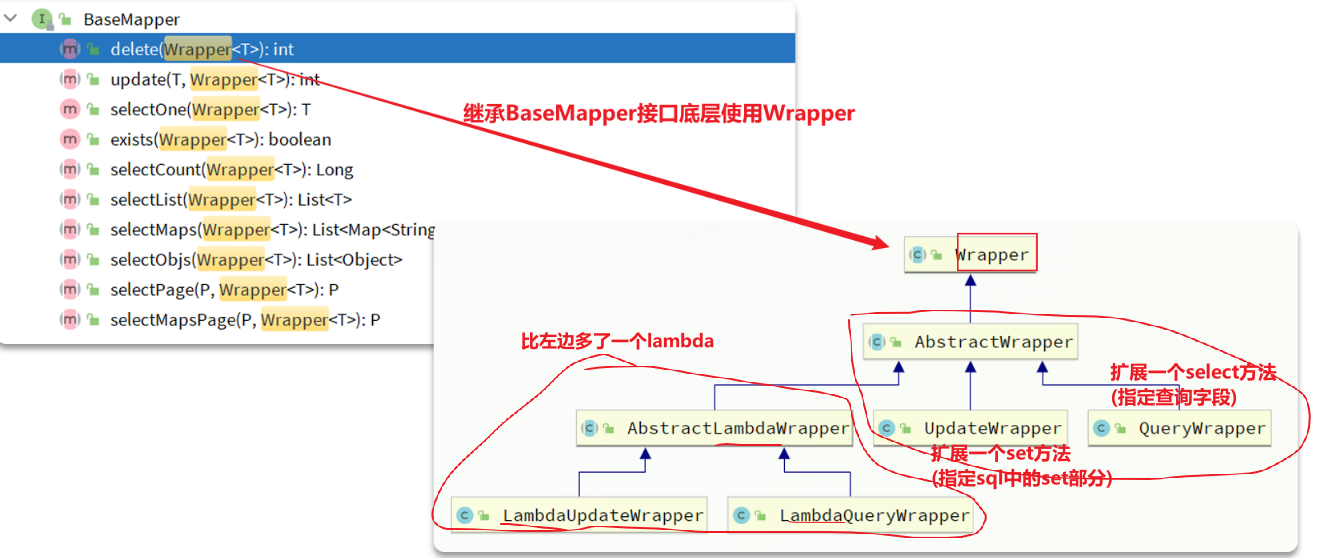 BaseMapper
delete(Wrapper<T>): int
update(T, Wrapper<T>): int
selectOne(Wrapper<T>): T
exists(Wrapper<T>): boolean
selectCount(Wrapper<T>): Long
selectList(Wrapper<T>): List<T>
selectMaps(Wrapper<T>): List<Map<String
selectObjs(Wrapper<T>): List<Object>
selectPage(P, Wrapper<T>): P
selectMapsPage(P, Wrapper<T>): P
继承BaseMapper接口底层使用Wrapper
Wrapper
比左边多了一个lambda
AbstractWrapper
扩展一个select方法
(指定查询字段)
AbstractLambdaWrapper
UpdateWrapper
QueryWrapper
扩展一个set方法
(指定sql中的set部分)
LambdaUpdateWrapper
LambdaQueryWrapper